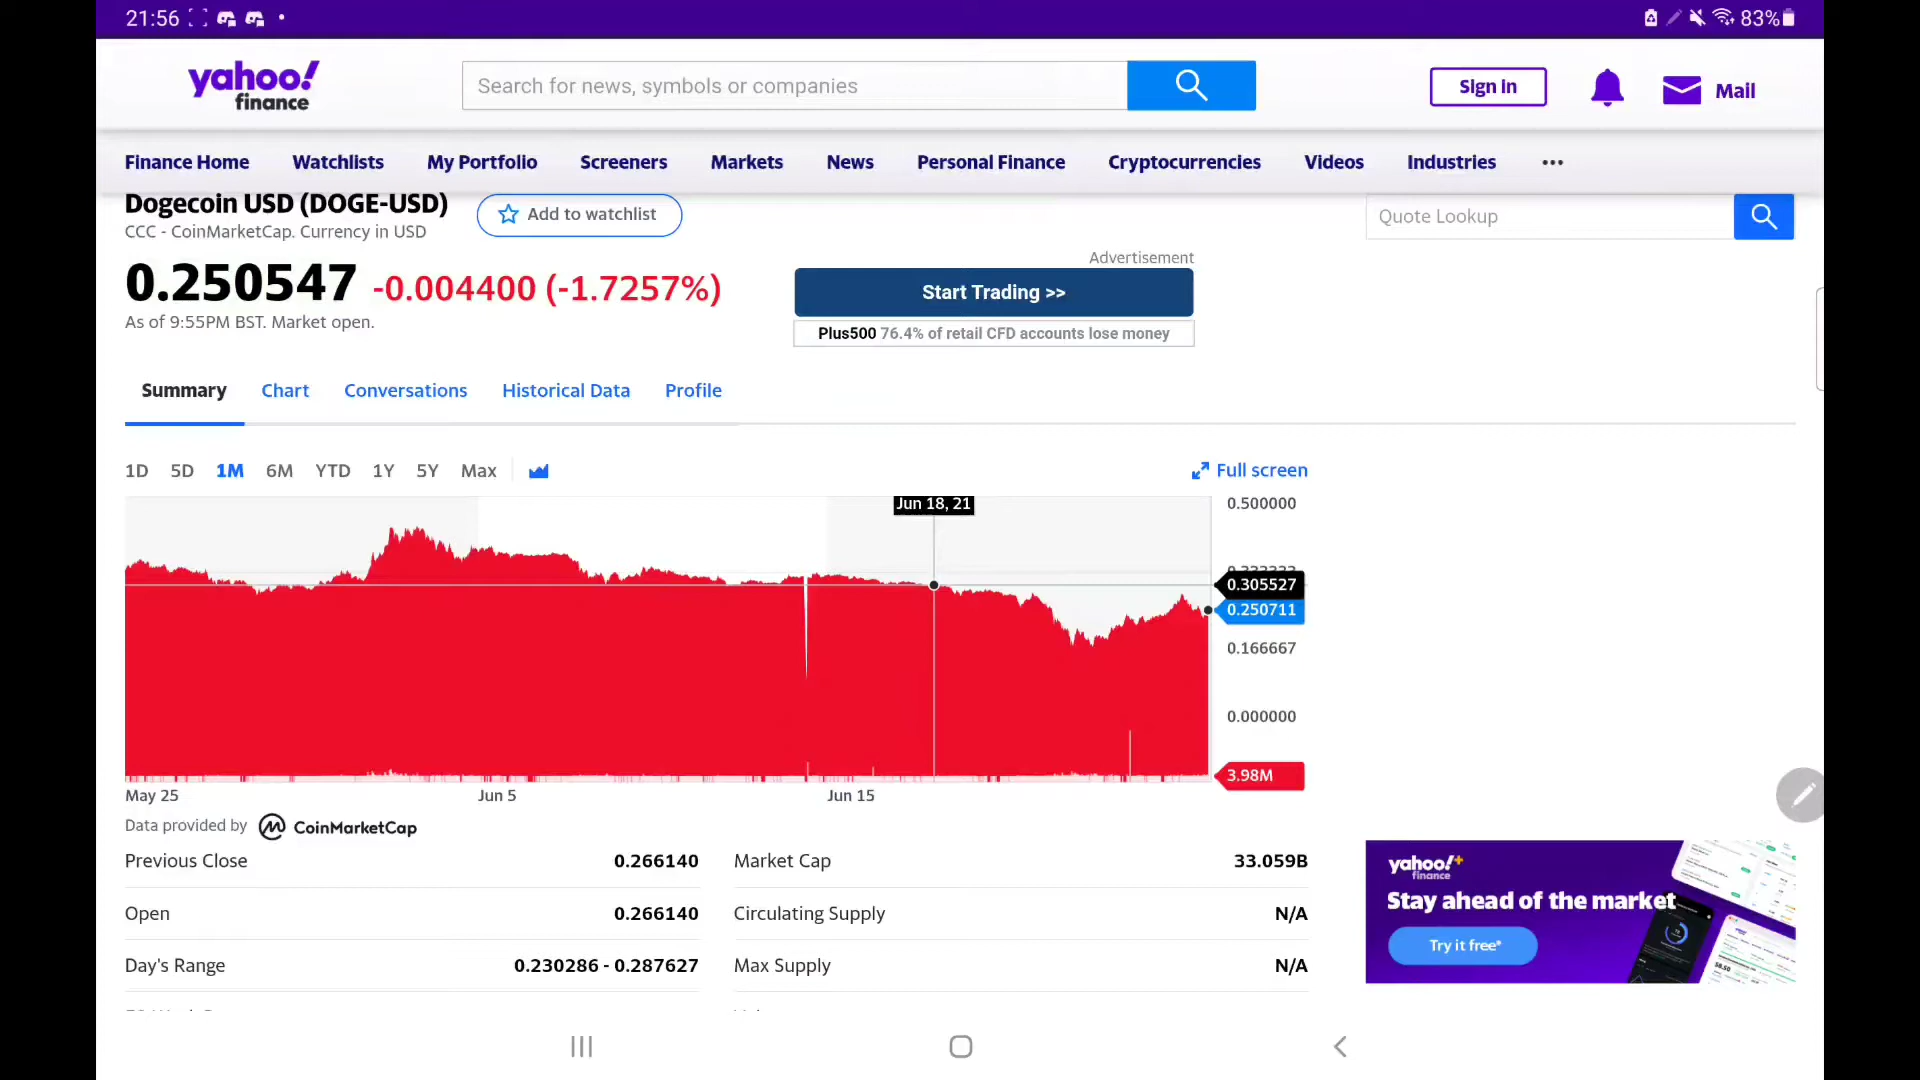 21:56
83%
yahoo!
finance
Search for news, symbols or companies
Sign In
Mail
Finance Home Watchlists My Portfolio Screeners Markets News Personal Finance Cryptocurrencies Videos Industries ...
Dogecoin USD (DOGE-USD)
CCC - CoinMarketCap. Currency in USD
Add to watchlist
Quote Lookup
0.250547 -0.004400 (-1.7257%)
As of 9:55PM BST. Market open.
Advertisement
Start Trading >>
Plus500 76.4% of retail CFD accounts lose money
Summary Chart Conversations Historical Data Profile
1D 5D 1M 6M YTD 1Y 5Y Max
Full screen
Jun 18, 21
0.500000
0.305527
0.250711
0.166667
0.000000
3.98M
May 25 Jun 5 Jun 15
Data provided by CoinMarketCap
Previous Close 0.266140
Market Cap 33.059B
Open 0.266140
Circulating Supply N/A
Day's Range 0.230286 - 0.287627
Max Supply N/A
yahoo!+
finance
Stay ahead of the market
Try it free*